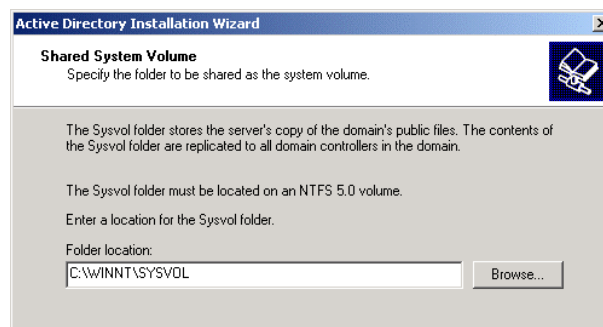 Active Directory Installation Wizard
Shared System Volume
Specify the folder to be shared as the system volume.
The Sysvol folder stores the server's copy of the domain's public files. The contents of
the Sysvol folder are replicated to all domain controllers in the domain.
The Sysvol folder must be located on an NTFS 5.0 volume.
Enter a location for the Sysvol folder.
Folder location:
C:\WINNT\SYSVOL
Browse...